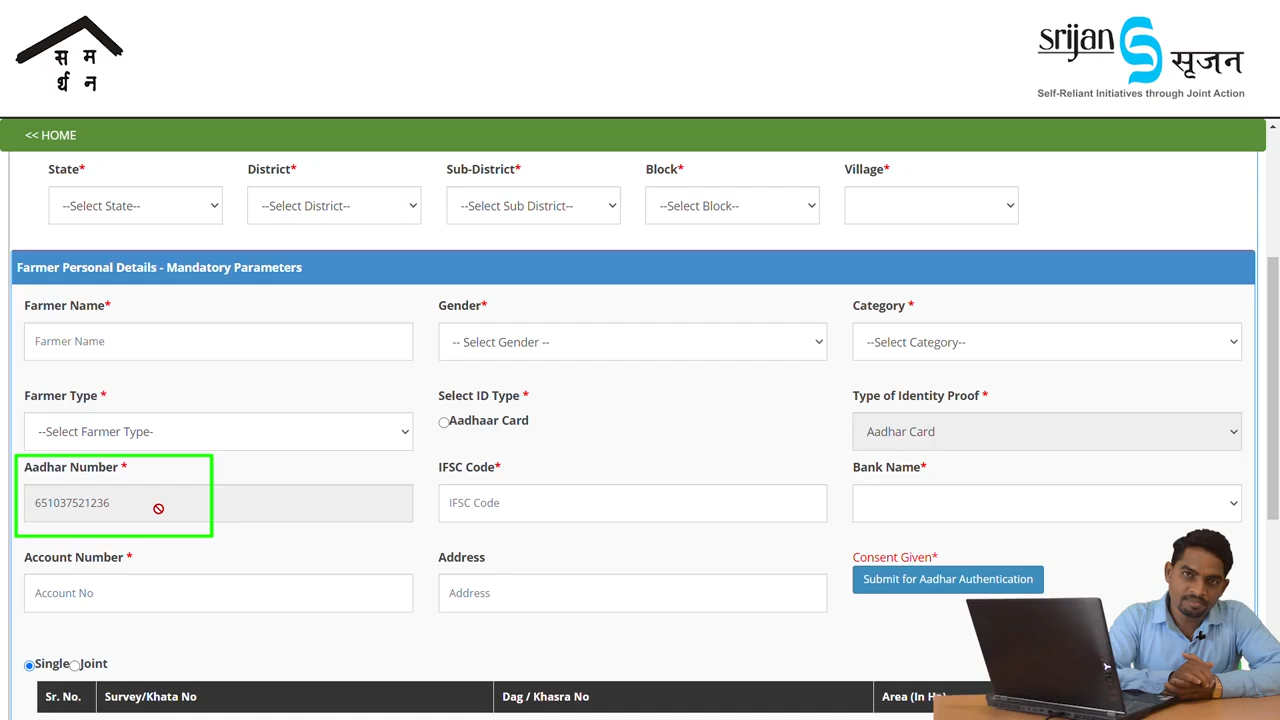 स म
र्थ न
srijan
सृजन
Self-Reliant Initiatives through Joint Action
<< HOME
State* District* Sub-District* Block* Village*
--Select State-- --Select District-- --Select Sub District-- --Select Block--
Farmer Personal Details - Mandatory Parameters
Farmer Name* Gender* Category *
Farmer Name -- Select Gender -- --Select Category--
Farmer Type * Select ID Type * Type of Identity Proof *
--Select Farmer Type- Aadhaar Card Aadhar Card
Aadhar Number * IFSC Code* Bank Name*
651037521236 IFSC Code
Account Number * Address Consent Given*
Account No Address Submit for Aadhar Authentication
Single Joint
Sr. No. Survey/Khata No Dag / Khasra No Area (In